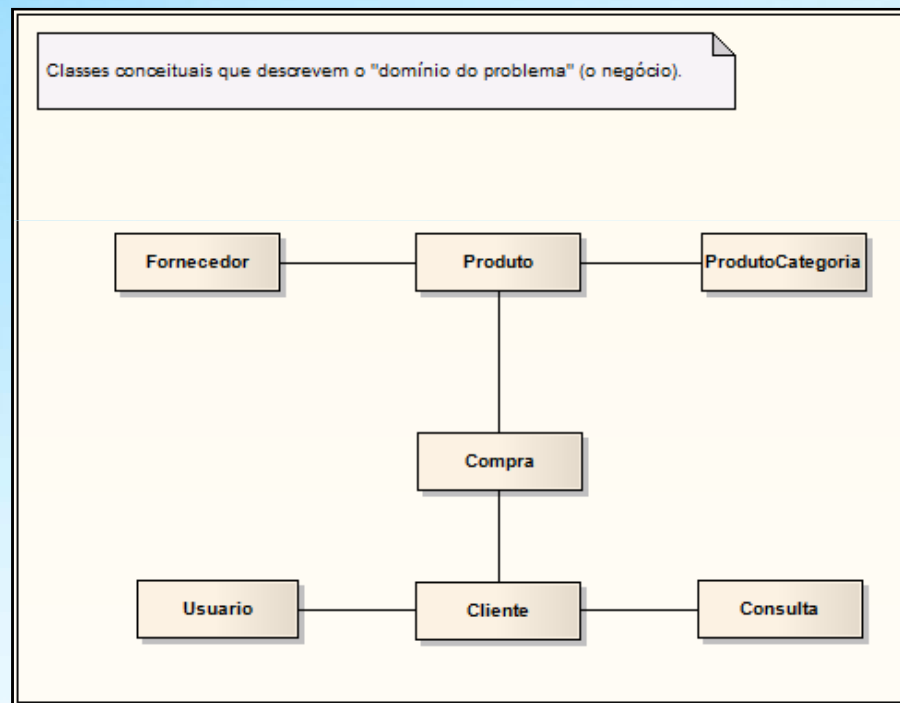 Classes conceituais que descrevem o "domínio do problema" (o negócio).
Fornecedor
Produto
ProdutoCategoria
Compra
Usuario
Cliente
Consulta